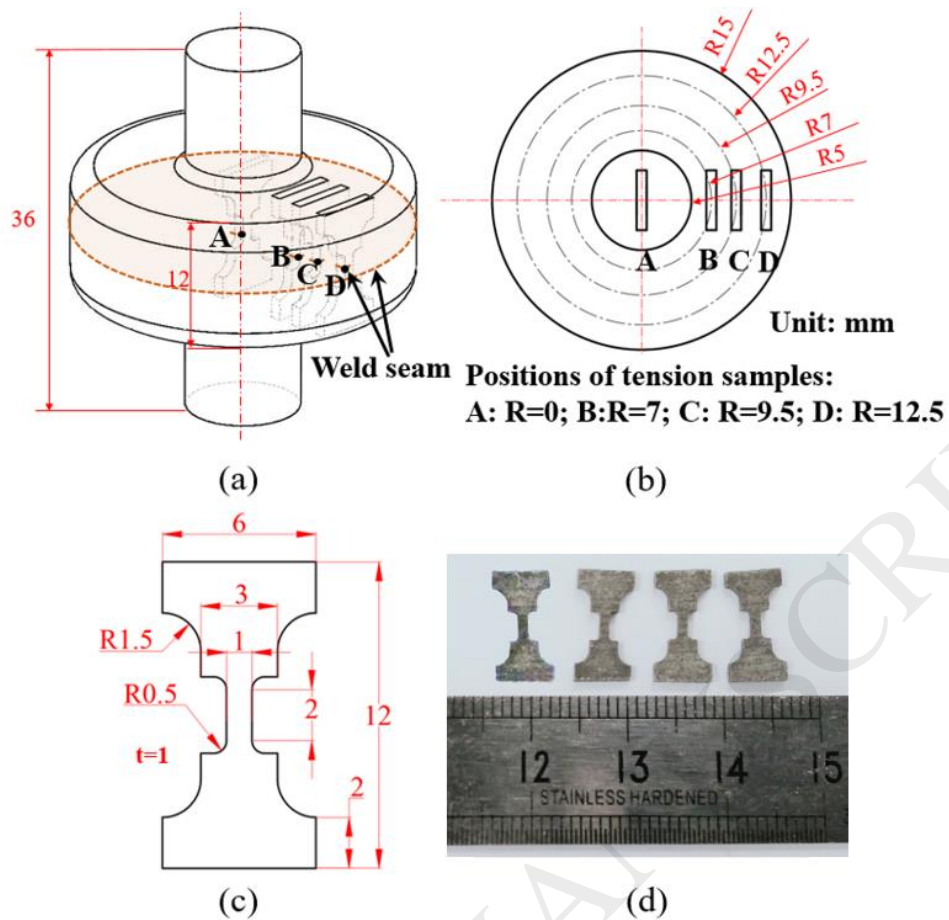 36
12
A
B
C
D
Weld seam
(a)
R15
R12.5
R9.5
R7
R5
A B C D
Unit: mm
Positions of tension samples:
A: R=0; B:R=7; C: R=9.5; D: R=12.5
(b)
6
3
R1.5
1
2
12
R0.5
t=1
2
(c)
12 13 14 15
STAINLESS HARDENED
(d)